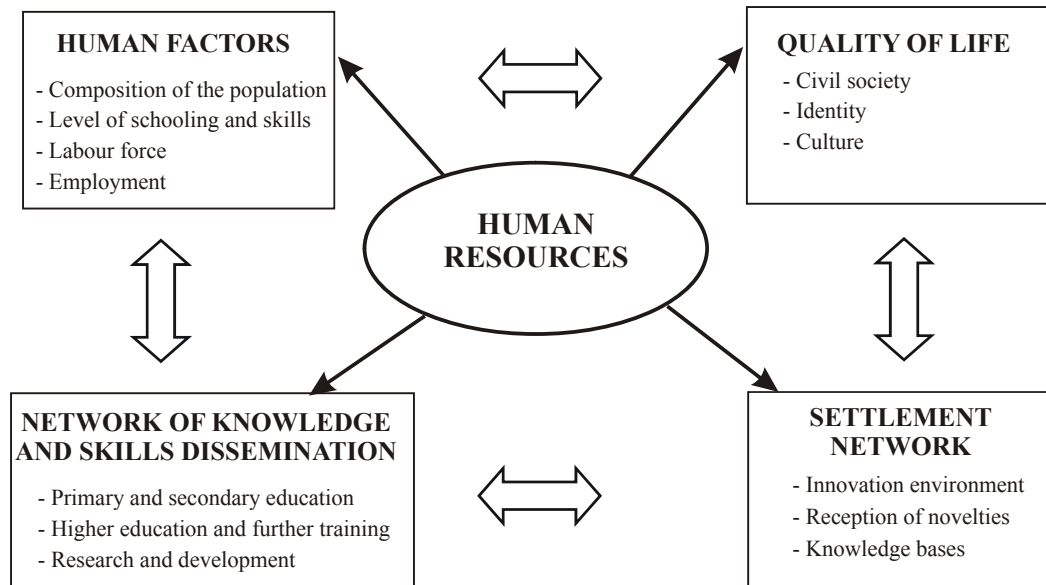 HUMAN FACTORS
- Composition of the population
- Level of schooling and skills
- Labour force
- Employment
QUALITY OF LIFE
- Civil society
- Identity
- Culture
HUMAN
RESOURCES
NETWORK OF KNOWLEDGE
AND SKILLS DISSEMINATION
- Primary and secondary education
- Higher education and further training
- Research and development
SETTLEMENT
NETWORK
- Innovation environment
- Reception of novelties
- Knowledge bases